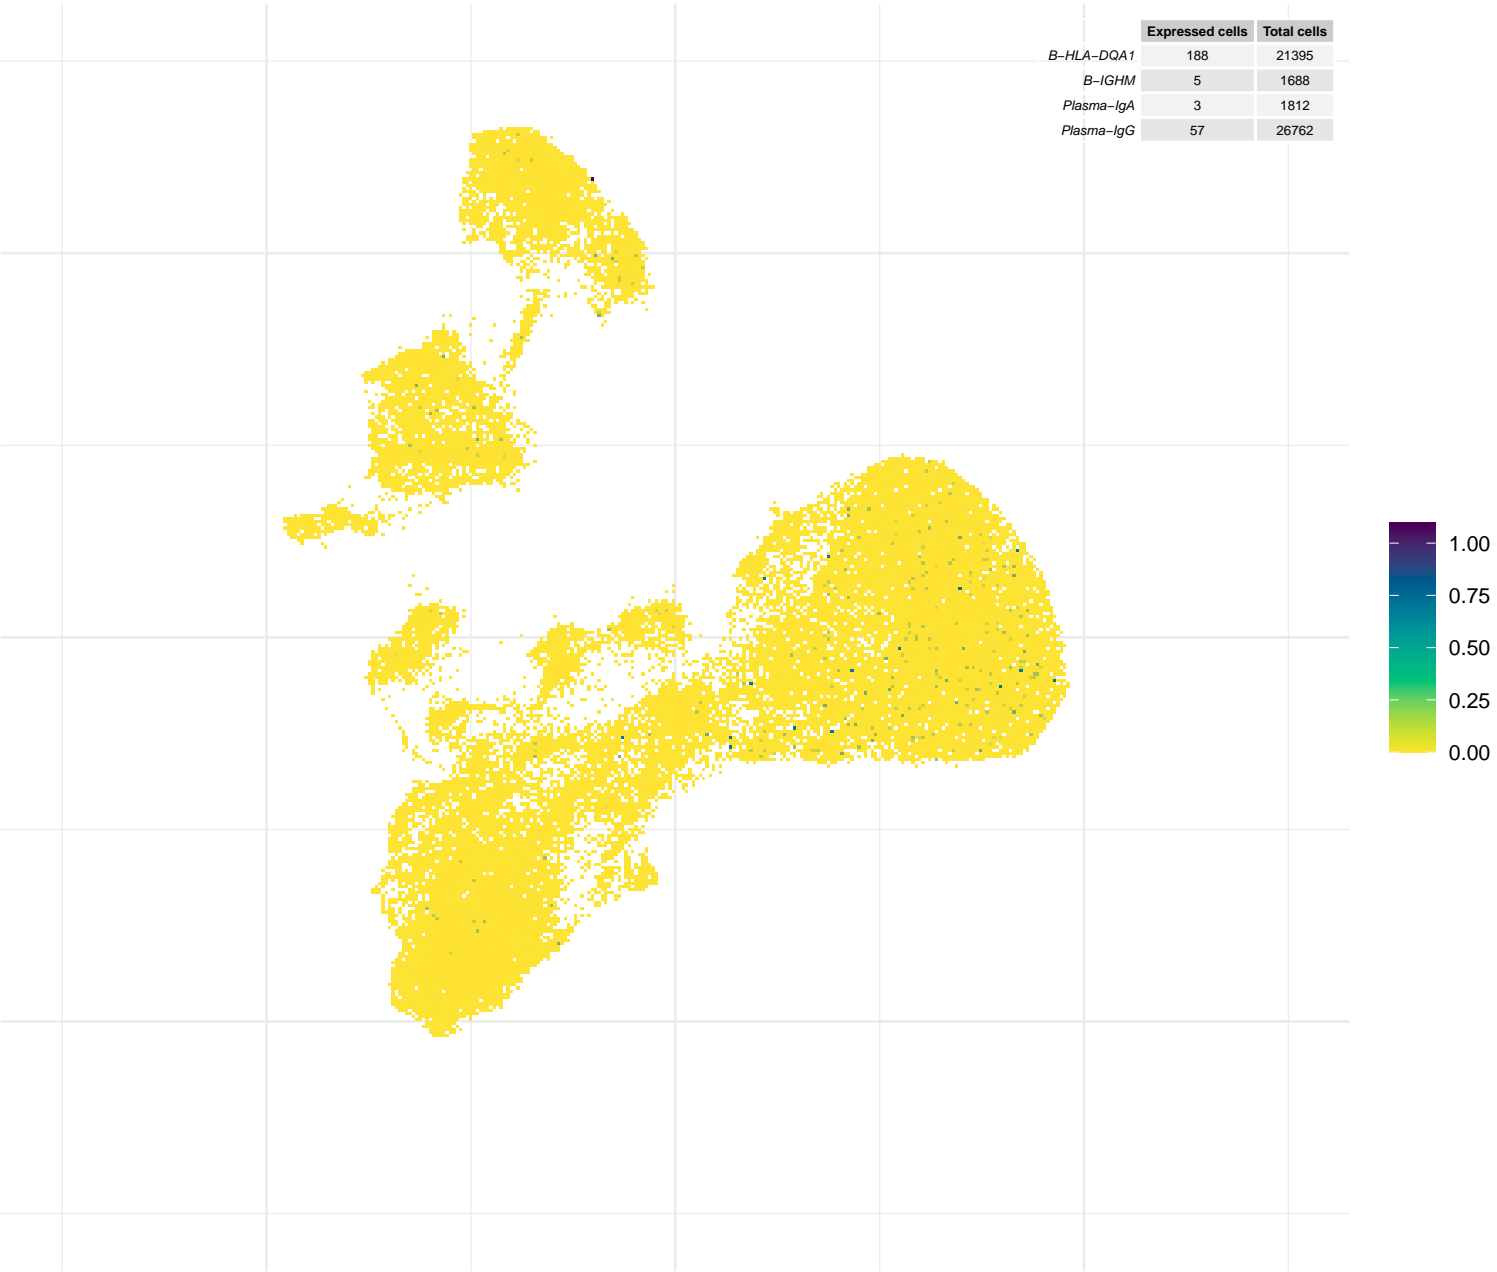 Expressed cells Total cells
B−HLA−DQA1 188 21395
B−IGHM 5 1688
Plasma−IgA 3 1812
Plasma−IgG 57 26762
1.00
0.75
0.50
0.25
0.00